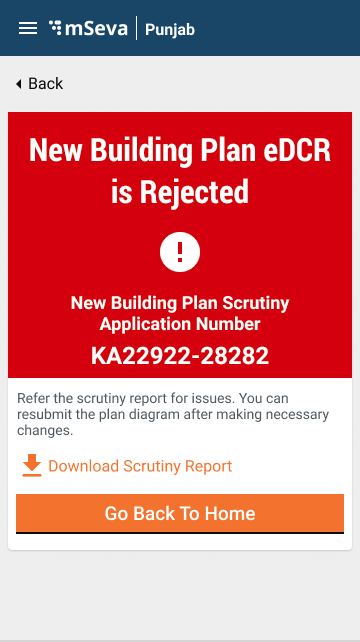 mSeva Punjab
Back
New Building Plan eDCR
is Rejected
New Building Plan Scrutiny
Application Number
KA22922-28282
Refer the scrutiny report for issues. You can
resubmit the plan diagram after making necessary
changes.
Download Scrutiny Report
Go Back To Home